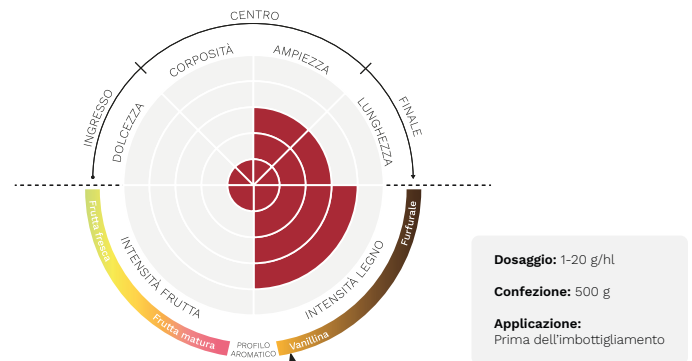 CENTRO
CORPOSITÀ
AMPIEZZA
INGRESSO
DOLCEZZA
LUNGHEZZA
FINALE
Frutta fresca
INTENSITÀ FRUTTA
Frutta matura
PROFILO
AROMATICO
Vanillina
INTENSITÀ LEGNO
Furfurale
Dosaggio: 1-20 g/hl
Confezione: 500 g
Applicazione:
Prima dell'imbottigliamento